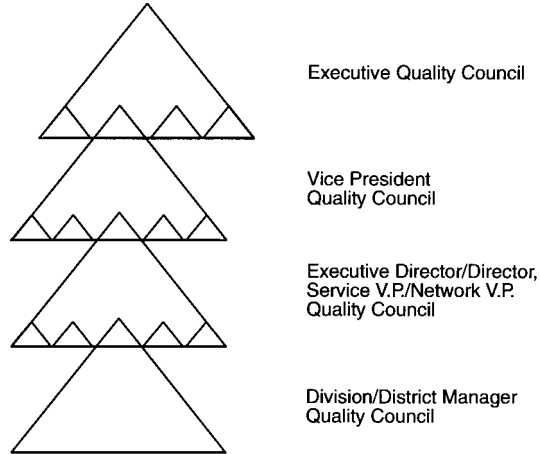 Executive Quality Council
Vice President
Quality Council
Executive Director/Director,
Service V.P./Network V.P.
Quality Council
Division/District Manager
Quality Council